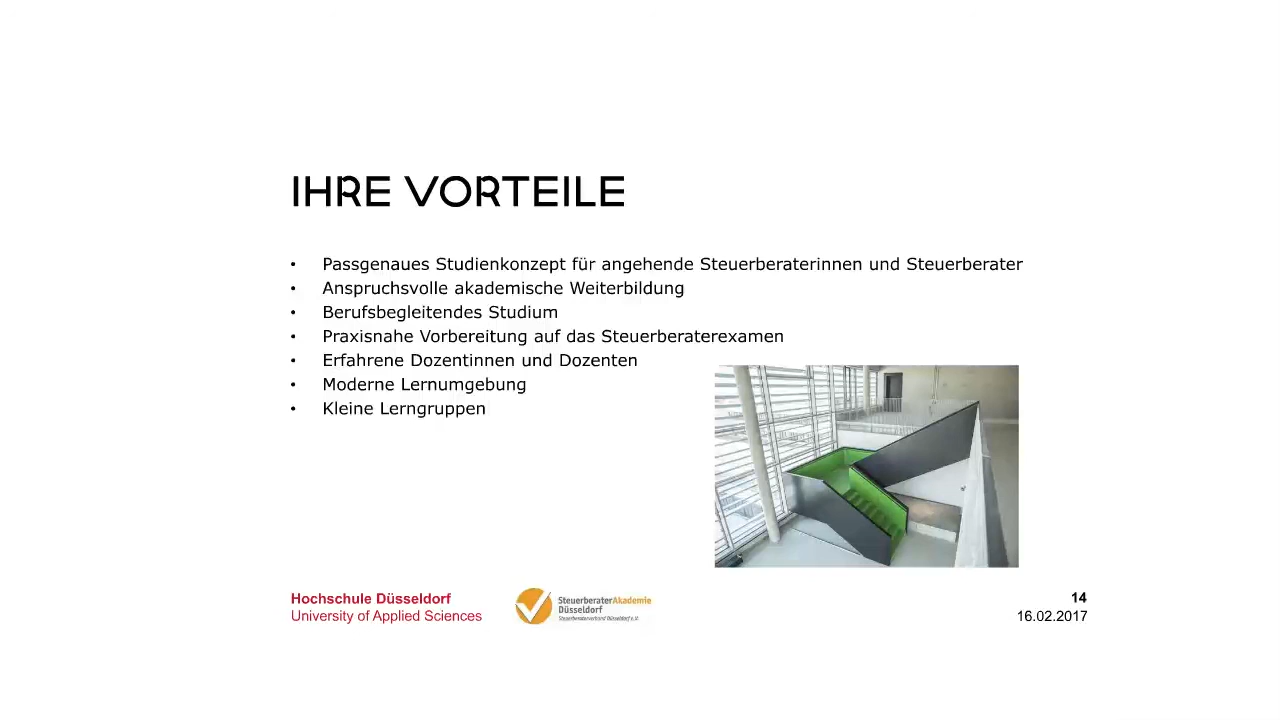 IHRE VORTEILE
• Passgenaues Studienkonzept für angehende Steuerberaterinnen und Steuerberater
• Anspruchsvolle akademische Weiterbildung
• Berufsbegleitendes Studium
• Praxisnahe Vorbereitung auf das Steuerberaterexamen
• Erfahrene Dozentinnen und Dozenten
• Moderne Lernumgebung
• Kleine Lerngruppen
Hochschule Düsseldorf
University of Applied Sciences
SteuerberaterAkademie
Düsseldorf
Steuerberaterverband Düsseldorf e.V.
14
16.02.2017